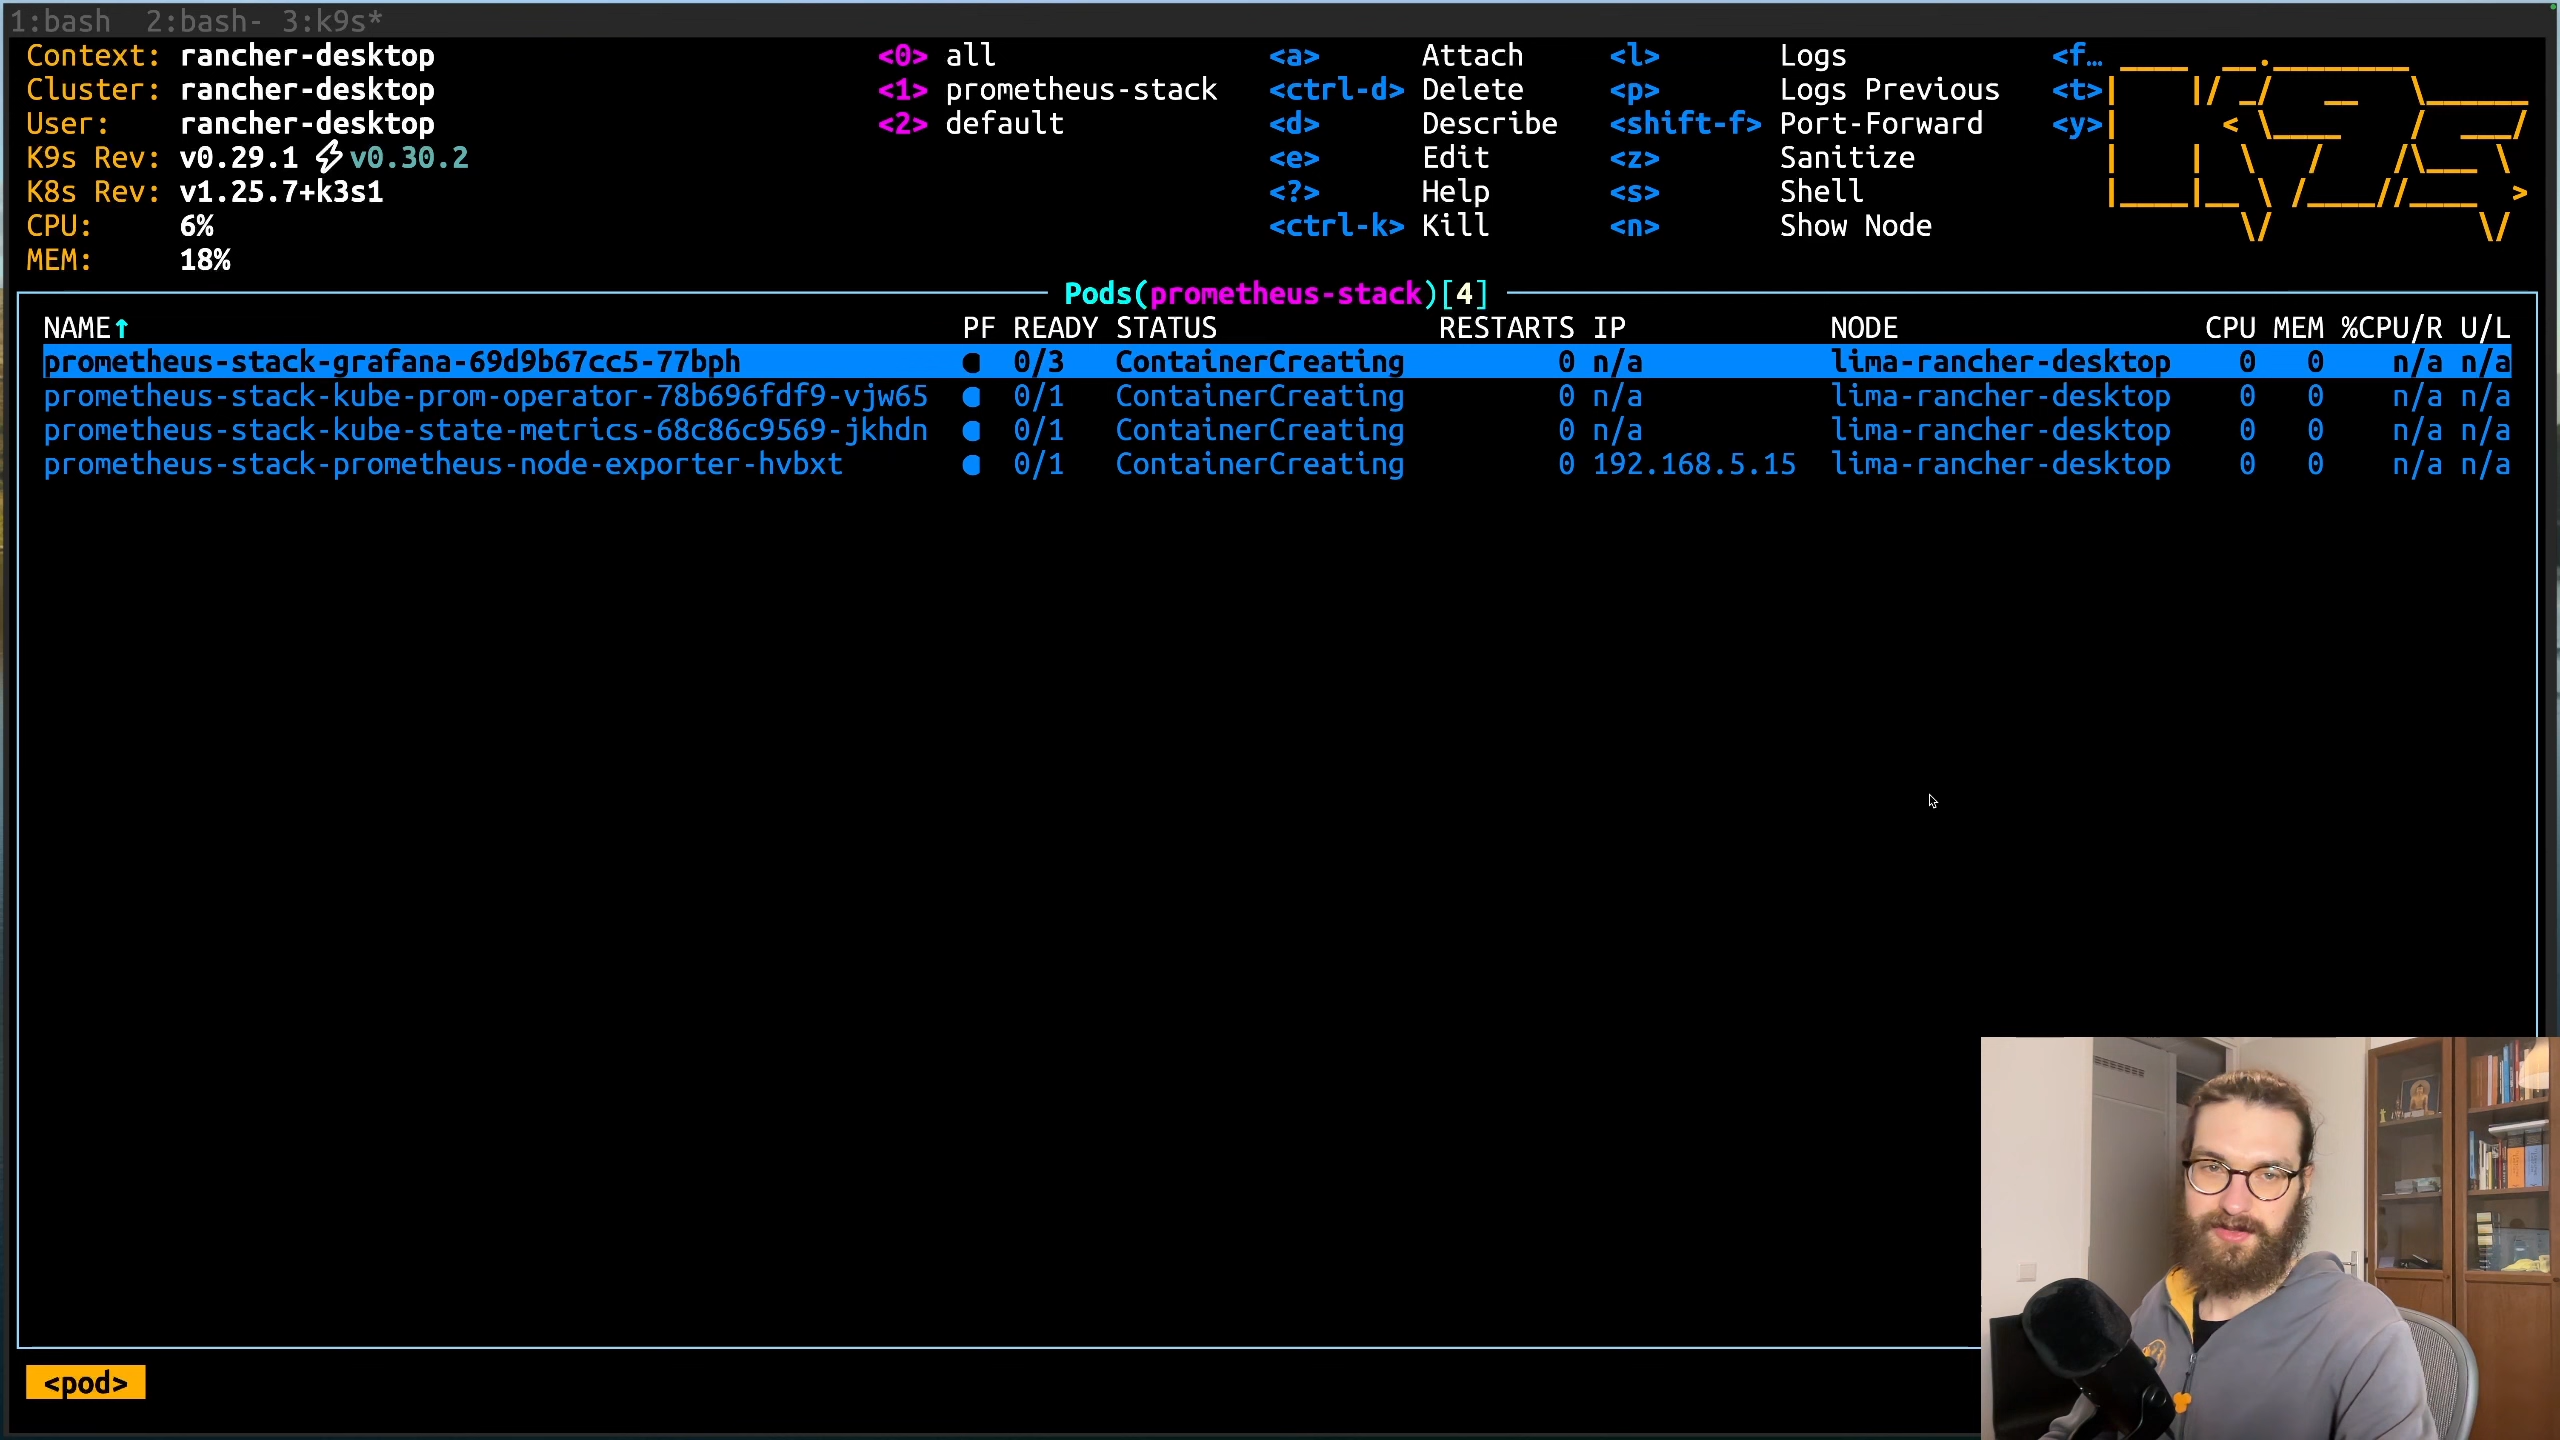 1:bash  2:bash- 3:k9s*
Context: rancher-desktop <0> all <a> Attach <l> Logs <f…
Cluster: rancher-desktop <1> prometheus-stack <ctrl-d> Delete <p> Logs Previous <t>
User: rancher-desktop <2> default <d> Describe <shift-f> Port-Forward <y>
K9s Rev: v0.29.1 ⚡v0.30.2 <e> Edit <z> Sanitize
K8s Rev: v1.25.7+k3s1 <?> Help <s> Shell
CPU: 6% <ctrl-k> Kill <n> Show Node
MEM: 18%
Pods(prometheus-stack)[4]
NAME↑ PF READY STATUS RESTARTS IP NODE CPU MEM %CPU/R U/L
prometheus-stack-grafana-69d9b67cc5-77bph ● 0/3 ContainerCreating 0 n/a lima-rancher-desktop 0 0 n/a n/a
prometheus-stack-kube-prom-operator-78b696fdf9-vjw65 ● 0/1 ContainerCreating 0 n/a lima-rancher-desktop 0 0 n/a n/a
prometheus-stack-kube-state-metrics-68c86c9569-jkhdn ● 0/1 ContainerCreating 0 n/a lima-rancher-desktop 0 0 n/a n/a
prometheus-stack-prometheus-node-exporter-hvbxt ● 0/1 ContainerCreating 0 192.168.5.15 lima-rancher-desktop 0 0 n/a n/a
<pod>